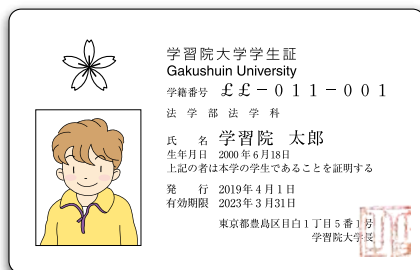 学習院大学学生証
Gakushuin University
学籍番号 ££-011-001
法学部法学科
氏名 学習院 太郎
生年月日 2000年6月18日
上記の者は本学の学生であることを証明する
発行 2019年4月1日
有効期限 2023年3月31日
東京都豊島区目白1丁目5番1号
学習院大学長